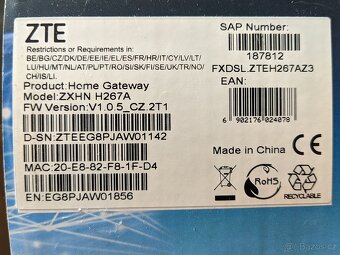 ZTE
Restrictions or Requirements in:
BE/BG/CZ/DK/DE/EE/IE/EL/ES/FR/HR/IT/CY/LV/LT/
LU/HU/MT/NL/AT/PL/PT/RO/SI/SK/FI/SE/UK/TR/NO/
CH/IS/LI.
Product:Home Gateway
Model:ZXHN H267A
FW Version:V1.0.5_CZ.2T1
D-SN:ZTEEG8PJAW01142
MAC:20-E8-82-F8-1F-D4
EN:EG8PJAW01856
SAP Number:
187812
FXDSL.ZTEH267AZ3
EAN:
6 902176 024078
Made in China
CE
RoHS
RECYCLABLE